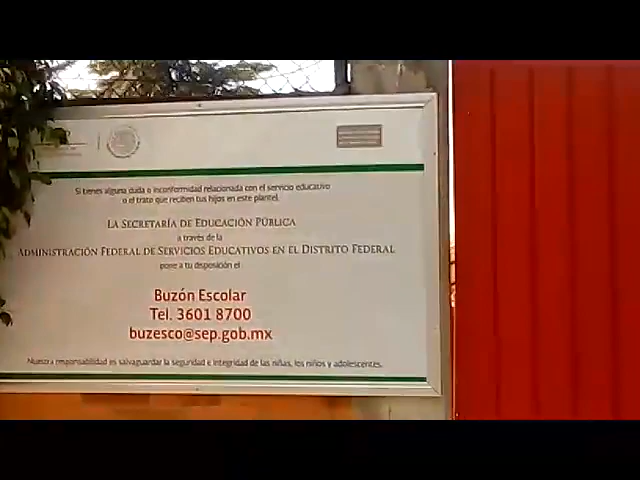 Si tienes alguna duda o inconformidad relacionada con el servicio educativo
o el trato que reciben tus hijos en este plantel,
LA SECRETARÍA DE EDUCACIÓN PÚBLICA
a través de la
ADMINISTRACIÓN FEDERAL DE SERVICIOS EDUCATIVOS EN EL DISTRITO FEDERAL
pone a tu disposición el
Buzón Escolar
Tel. 3601 8700
buzesco@sep.gob.mx
Nuestra responsabilidad es salvaguardar la seguridad e integridad de las niñas, los niños y adolescentes.